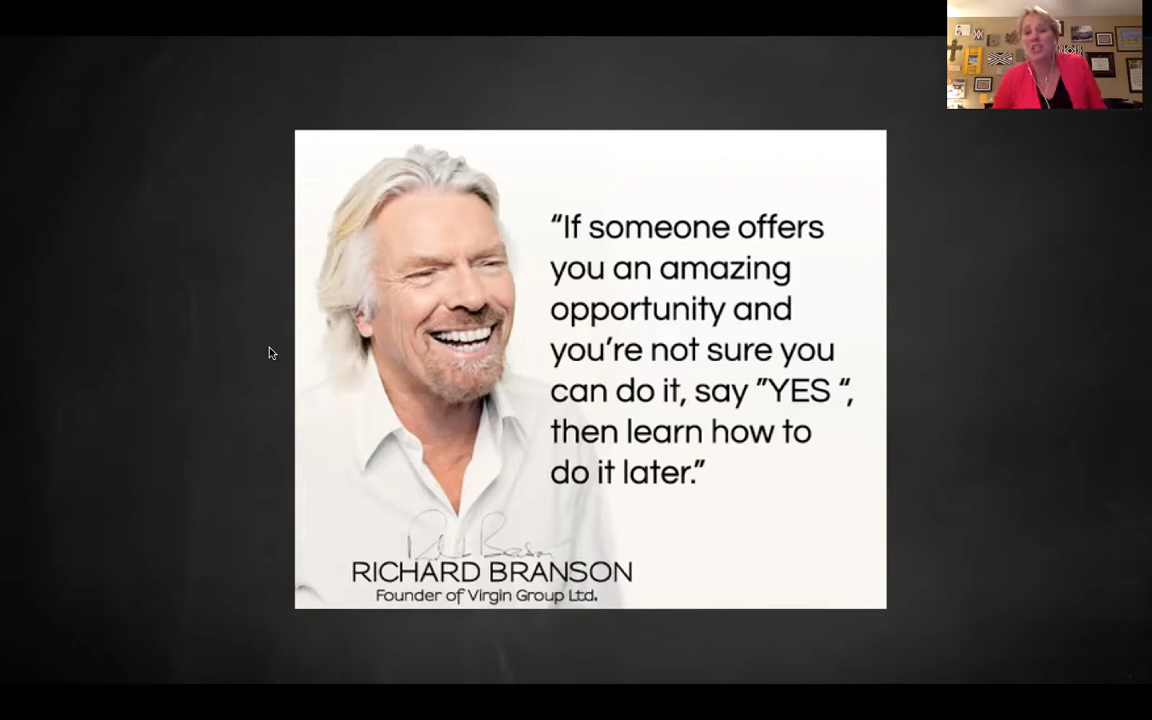 “If someone offers
you an amazing
opportunity and
you’re not sure you
can do it, say ”YES “,
then learn how to
do it later.”
RICHARD BRANSON
Founder of Virgin Group Ltd.